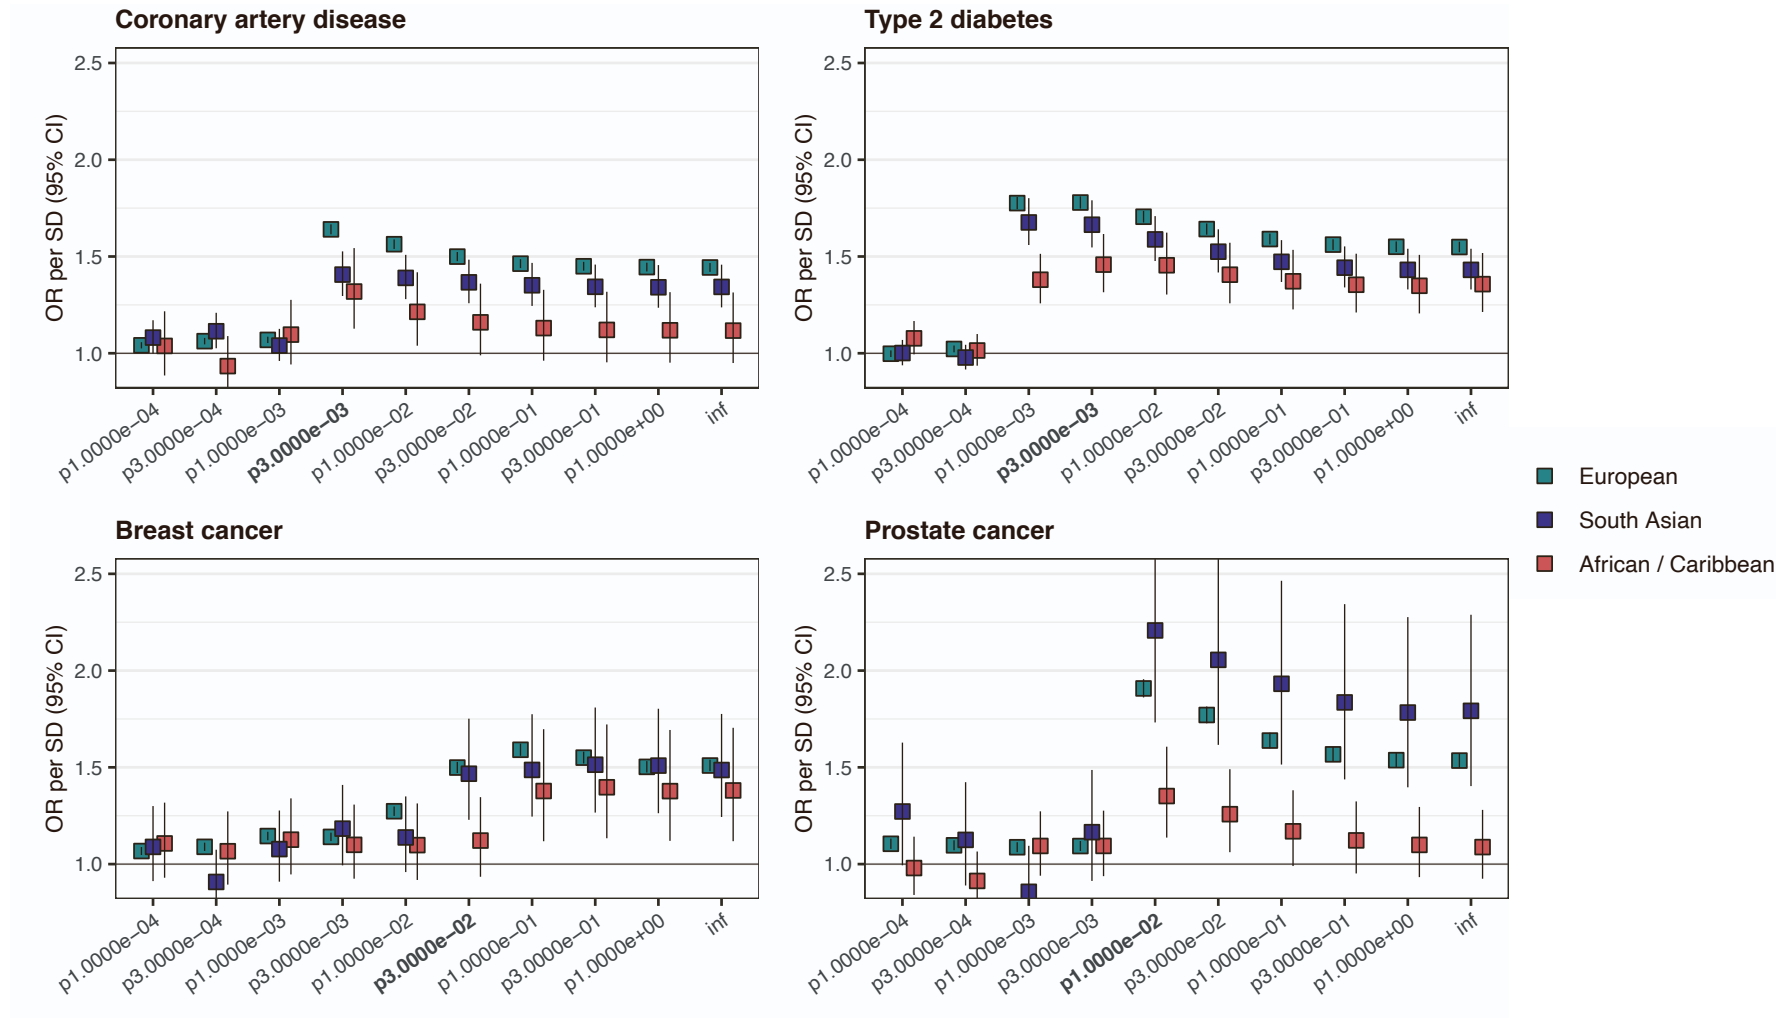 Coronary artery disease
OR per SD (95% CI)
2.5
2.0
1.5
1.0
p1.0000e−04
p3.0000e−04
p1.0000e−03
p3.0000e−03
p1.0000e−02
p3.0000e−02
p1.0000e−01
p3.0000e−01
p1.0000e+00
inf
Type 2 diabetes
OR per SD (95% CI)
2.5
2.0
1.5
1.0
p1.0000e−04
p3.0000e−04
p1.0000e−03
p3.0000e−03
p1.0000e−02
p3.0000e−02
p1.0000e−01
p3.0000e−01
p1.0000e+00
inf
Breast cancer
OR per SD (95% CI)
2.5
2.0
1.5
1.0
p1.0000e−04
p3.0000e−04
p1.0000e−03
p3.0000e−03
p1.0000e−02
p3.0000e−02
p1.0000e−01
p3.0000e−01
p1.0000e+00
inf
Prostate cancer
OR per SD (95% CI)
2.5
2.0
1.5
1.0
p1.0000e−04
p3.0000e−04
p1.0000e−03
p3.0000e−03
p1.0000e−02
p3.0000e−02
p1.0000e−01
p3.0000e−01
p1.0000e+00
inf
European
South Asian
African / Caribbean